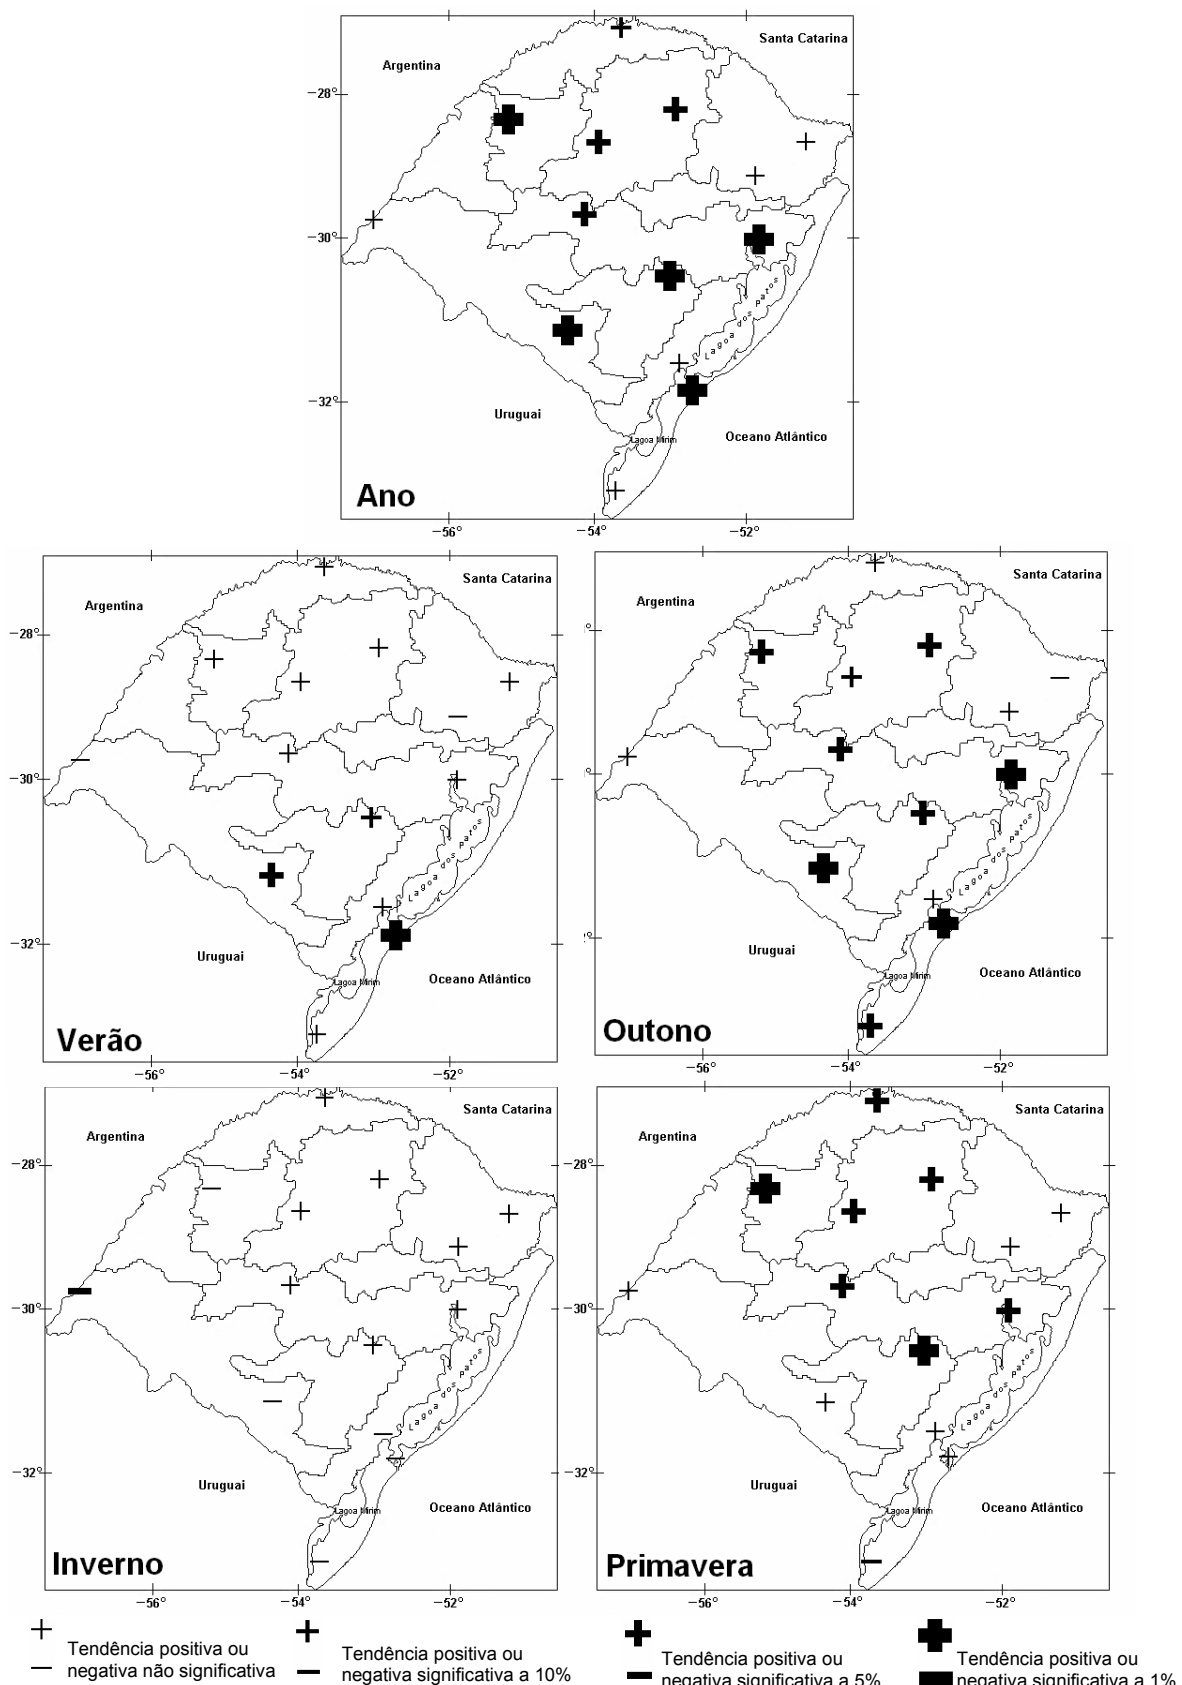 Santa Catarina
Argentina
−28°
−30°
Lagoa dos Patos
−32°
Uruguai
Lagoa Mirim
Oceano Atlântico
Ano
−56°
−54°
−52°
Santa Catarina
Argentina
−28°
−30°
Lagoa dos Patos
−32°
Uruguai
Lagoa Mirim
Oceano Atlântico
Verão
−56°
−54°
−52°
Santa Catarina
Argentina
Lagoa dos Patos
Uruguai
Lagoa Mirim
Oceano Atlântico
Outono
−56°
−54°
−52°
Santa Catarina
Argentina
−28°
−30°
Lagoa dos Patos
−32°
Uruguai
Lagoa Mirim
Oceano Atlântico
Inverno
−56°
−54°
−52°
Santa Catarina
Argentina
−28°
−30°
Lagoa dos Patos
−32°
Uruguai
Lagoa Mirim
Oceano Atlântico
Primavera
−56°
−54°
−52°
Tendência positiva ou
negativa não significativa
Tendência positiva ou
negativa significativa a 10%
Tendência positiva ou
negativa significativa a 5%
Tendência positiva ou
negativa significativa a 1%